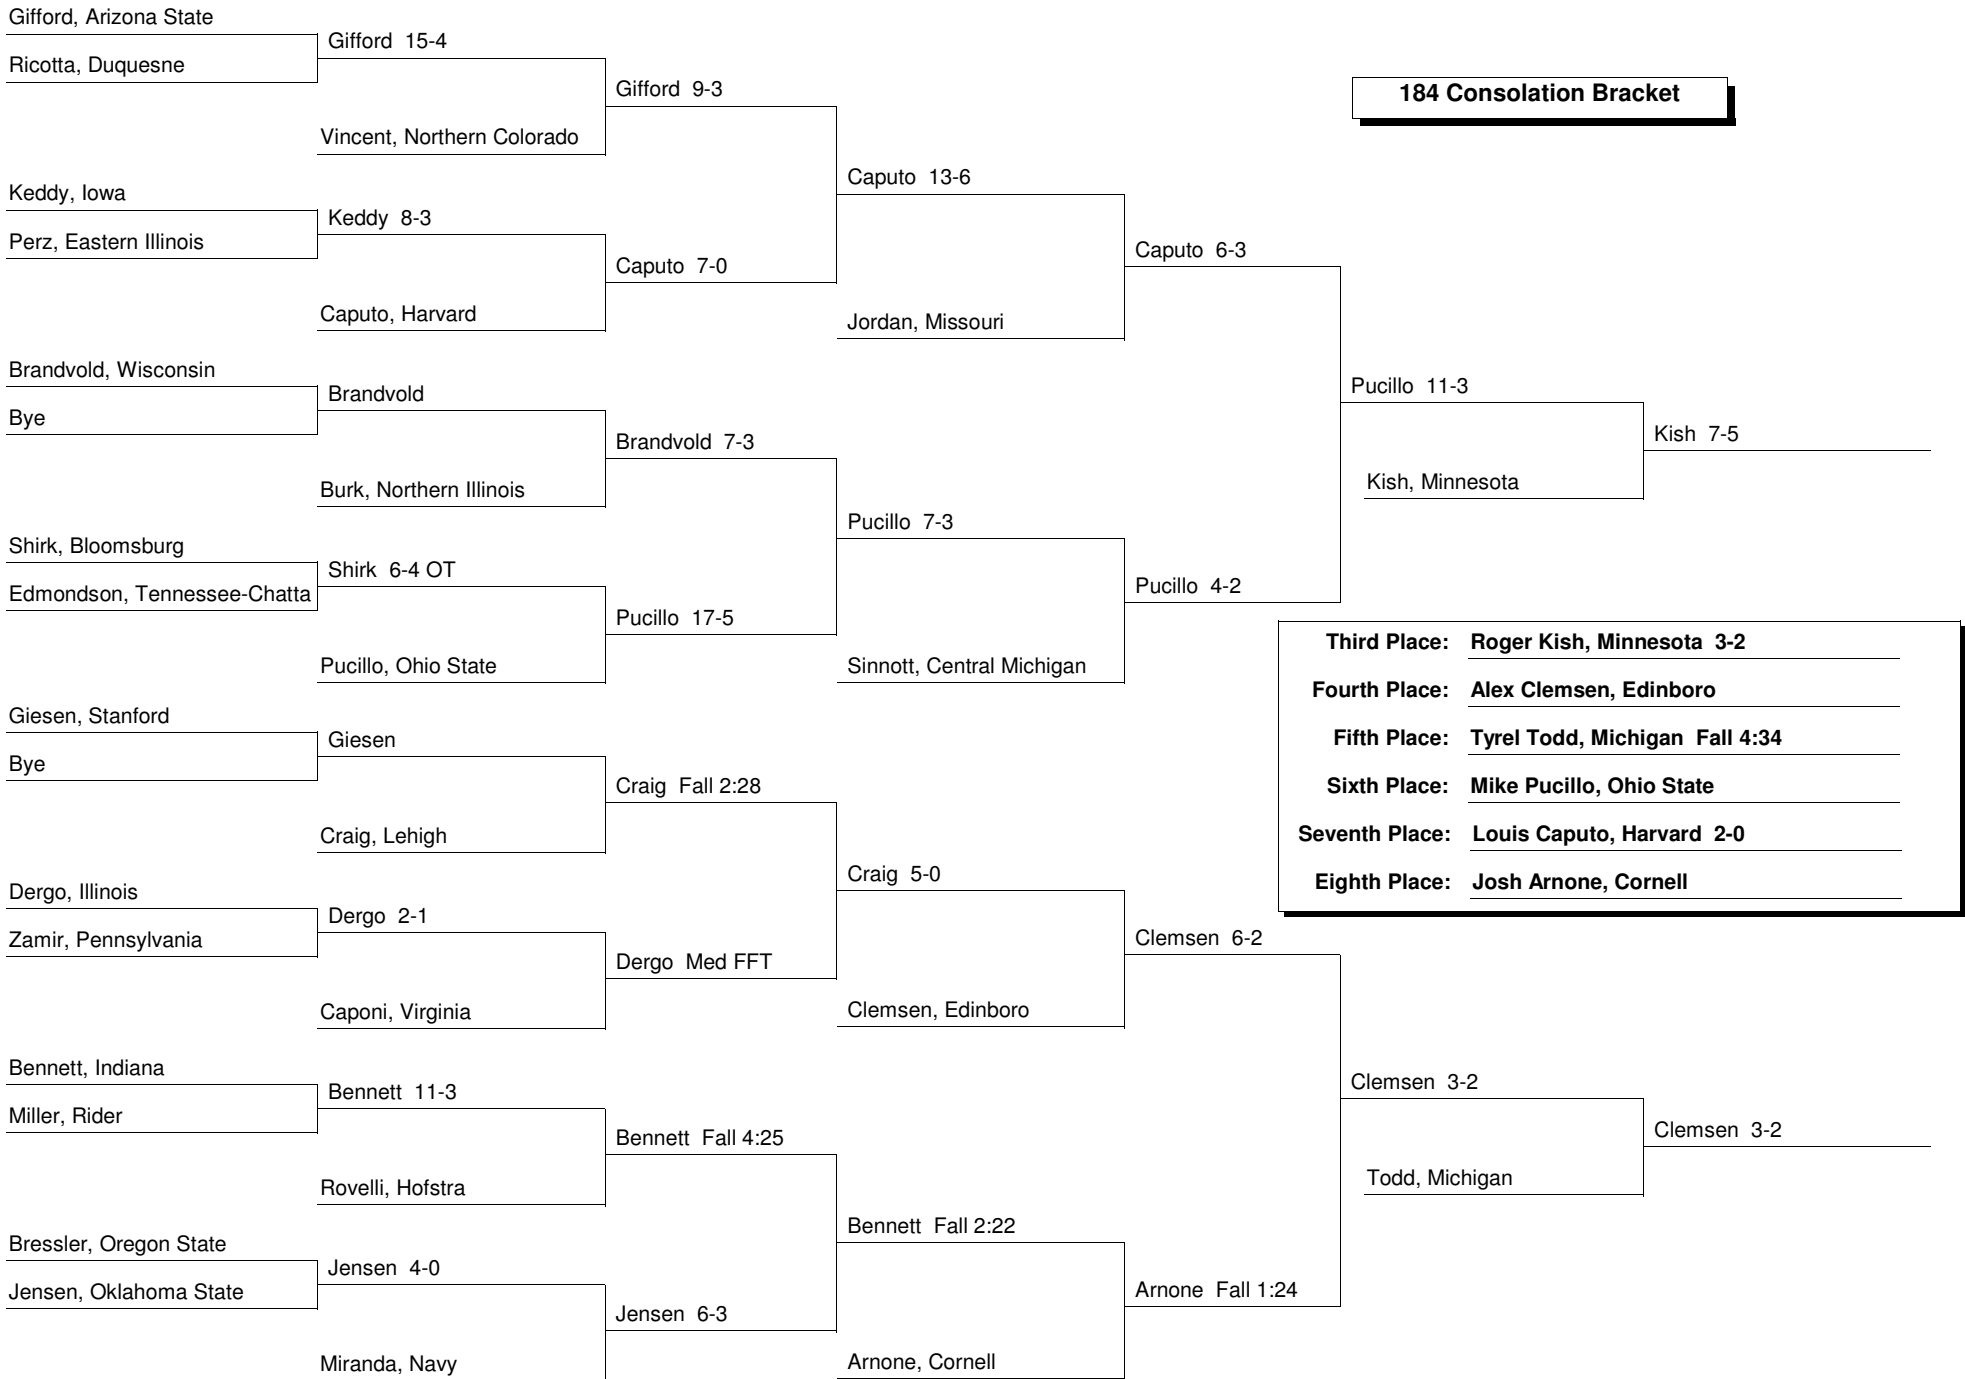 184 Consolation Bracket
Gifford, Arizona State
Ricotta, Duquesne
Keddy, Iowa
Perz, Eastern Illinois
Brandvold, Wisconsin
Bye
Shirk, Bloomsburg
Edmondson, Tennessee-Chatta
Giesen, Stanford
Bye
Dergo, Illinois
Zamir, Pennsylvania
Bennett, Indiana
Miller, Rider
Bressler, Oregon State
Jensen, Oklahoma State
Gifford 15-4
Vincent, Northern Colorado
Keddy 8-3
Caputo, Harvard
Brandvold
Burk, Northern Illinois
Shirk 6-4 OT
Pucillo, Ohio State
Giesen
Craig, Lehigh
Dergo 2-1
Caponi, Virginia
Bennett 11-3
Rovelli, Hofstra
Jensen 4-0
Miranda, Navy
Gifford 9-3
Caputo 7-0
Brandvold 7-3
Pucillo 17-5
Craig Fall 2:28
Dergo Med FFT
Bennett Fall 4:25
Jensen 6-3
Caputo 13-6
Jordan, Missouri
Pucillo 7-3
Sinnott, Central Michigan
Craig 5-0
Clemsen, Edinboro
Bennett Fall 2:22
Arnone, Cornell
Caputo 6-3
Pucillo 4-2
Clemsen 6-2
Arnone Fall 1:24
Pucillo 11-3
Kish, Minnesota
Clemsen 3-2
Todd, Michigan
Kish 7-5
Clemsen 3-2
Third Place: Roger Kish, Minnesota 3-2
Fourth Place: Alex Clemsen, Edinboro
Fifth Place: Tyrel Todd, Michigan Fall 4:34
Sixth Place: Mike Pucillo, Ohio State
Seventh Place: Louis Caputo, Harvard 2-0
Eighth Place: Josh Arnone, Cornell